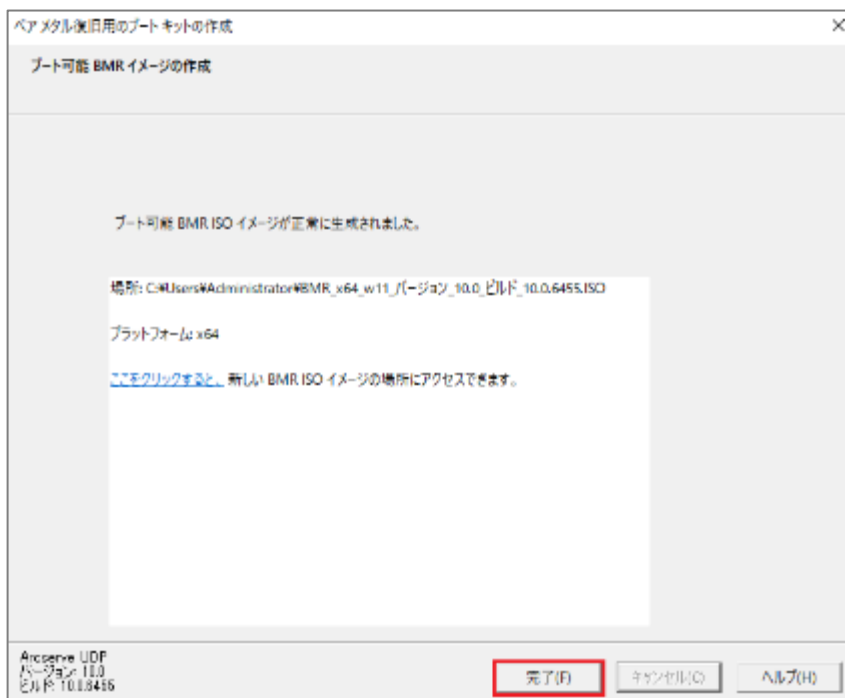 ベア メタル復旧用のブート キットの作成
ブート可能 BMR イメージの作成
ブート可能 BMR ISO イメージが正常に生成されました。
場所: C:¥Users¥Administrator¥BMR_x64_w11_バージョン_10.0_ビルド_10.0.6455.ISO
プラットフォーム: x64
ここをクリックすると、新しい BMR ISO イメージの場所にアクセスできます。
Arcserve UDP
バージョン: 10.0
ビルド: 10.0.6455
完了(F) キャンセル(C) ヘルプ(H)